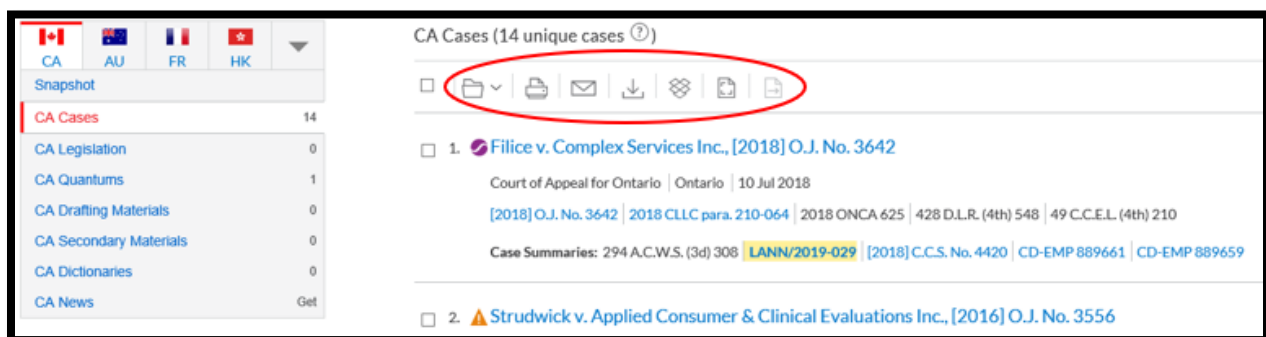 CA AU FR HK
Snapshot
CA Cases 14
CA Legislation 0
CA Quantums 1
CA Drafting Materials 0
CA Secondary Materials 0
CA Dictionaries 0
CA News Get
CA Cases (14 unique cases ?)
1. Filice v. Complex Services Inc., [2018] O.J. No. 3642
Court of Appeal for Ontario | Ontario | 10 Jul 2018
[2018] O.J. No. 3642 | 2018 CLLC para. 210-064 | 2018 ONCA 625 | 428 D.L.R. (4th) 548 | 49 C.C.E.L. (4th) 210
Case Summaries: 294 A.C.W.S. (3d) 308 | LANN/2019-029 | [2018] C.C.S. No. 4420 | CD-EMP 889661 | CD-EMP 889659
2. Strudwick v. Applied Consumer & Clinical Evaluations Inc., [2016] O.J. No. 3556